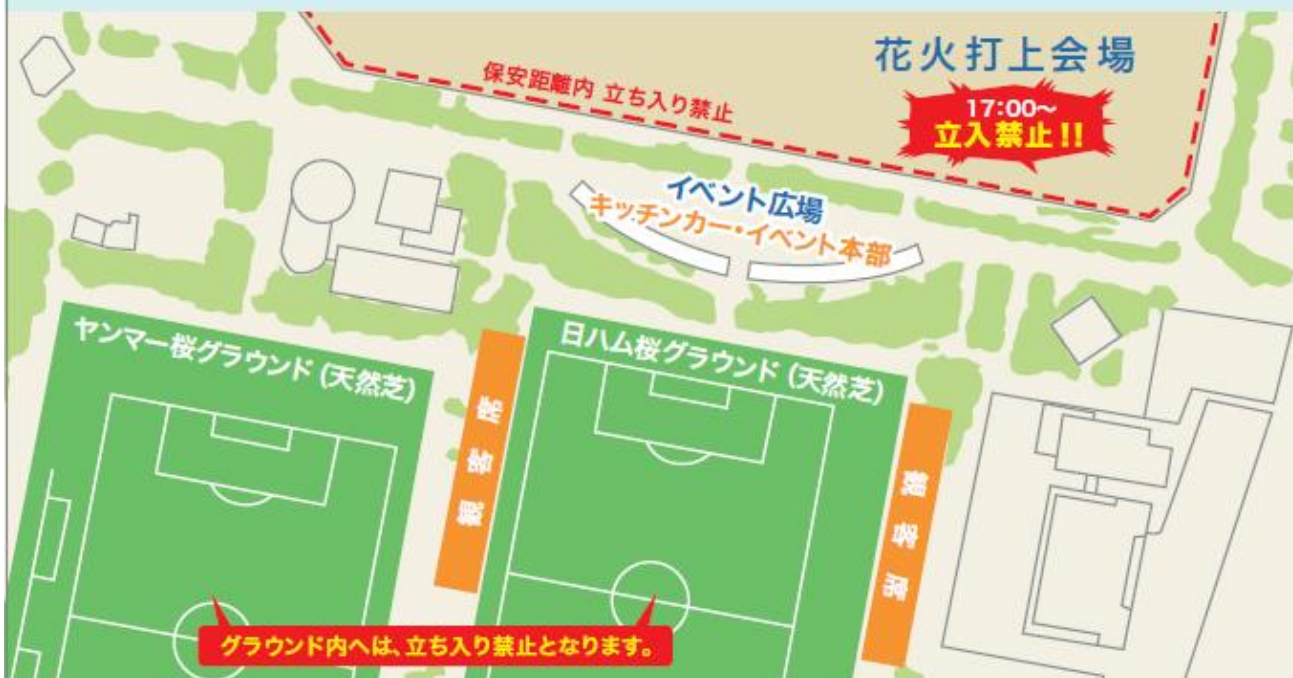 花火打上会場
17:00～
立入禁止!!
保安距離内 立ち入り禁止
イベント広場
キッチンカー・イベント本部
ヤンマー桜グラウンド（天然芝）
日ハム桜グラウンド（天然芝）
観客席
観客席
グラウンド内へは、立ち入り禁止となります。